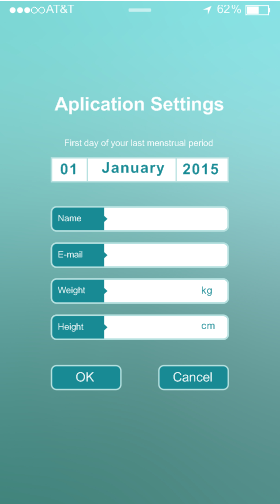 AT&T 62%
Aplication Settings
First day of your last menstrual period
01 January 2015
Name
E-mail
Weight kg
Height cm
OK Cancel